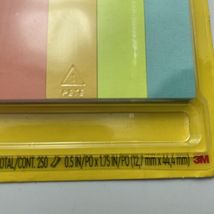 TOTAL/CONT. 250
0.5 IN/PO x 1.75 IN/PO (12,7 mm x 44,4 mm) 3M